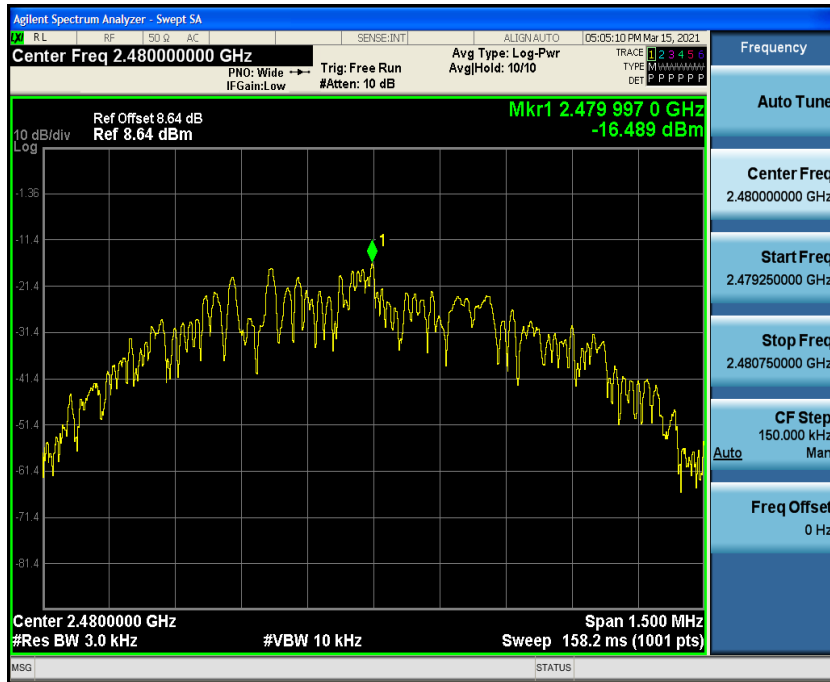 Agilent Spectrum Analyzer - Swept SA
LXI RL RF 50 Ω AC SENSE:INT ALIGN AUTO 05:05:10 PM Mar 15, 2021
Center Freq 2.480000000 GHz
PNO: Wide
IFGain:Low
Trig: Free Run
#Atten: 10 dB
Avg Type: Log-Pwr
Avg|Hold: 10/10
TRACE 1 2 3 4 5 6
TYPE M WWWWW
DET P P P P P P
Frequency
Mkr1 2.479 997 0 GHz
-16.489 dBm
Ref Offset 8.64 dB
10 dB/div Ref 8.64 dBm
Log
-1.36
-11.4
-21.4
-31.4
-41.4
-51.4
-61.4
-71.4
-81.4
1
Center 2.4800000 GHz
Span 1.500 MHz
#Res BW 3.0 kHz
#VBW 10 kHz
Sweep 158.2 ms (1001 pts)
Auto Tune
Center Freq
2.480000000 GHz
Start Freq
2.479250000 GHz
Stop Freq
2.480750000 GHz
CF Step
150.000 kHz
Auto Man
Freq Offset
0 Hz
MSG
STATUS